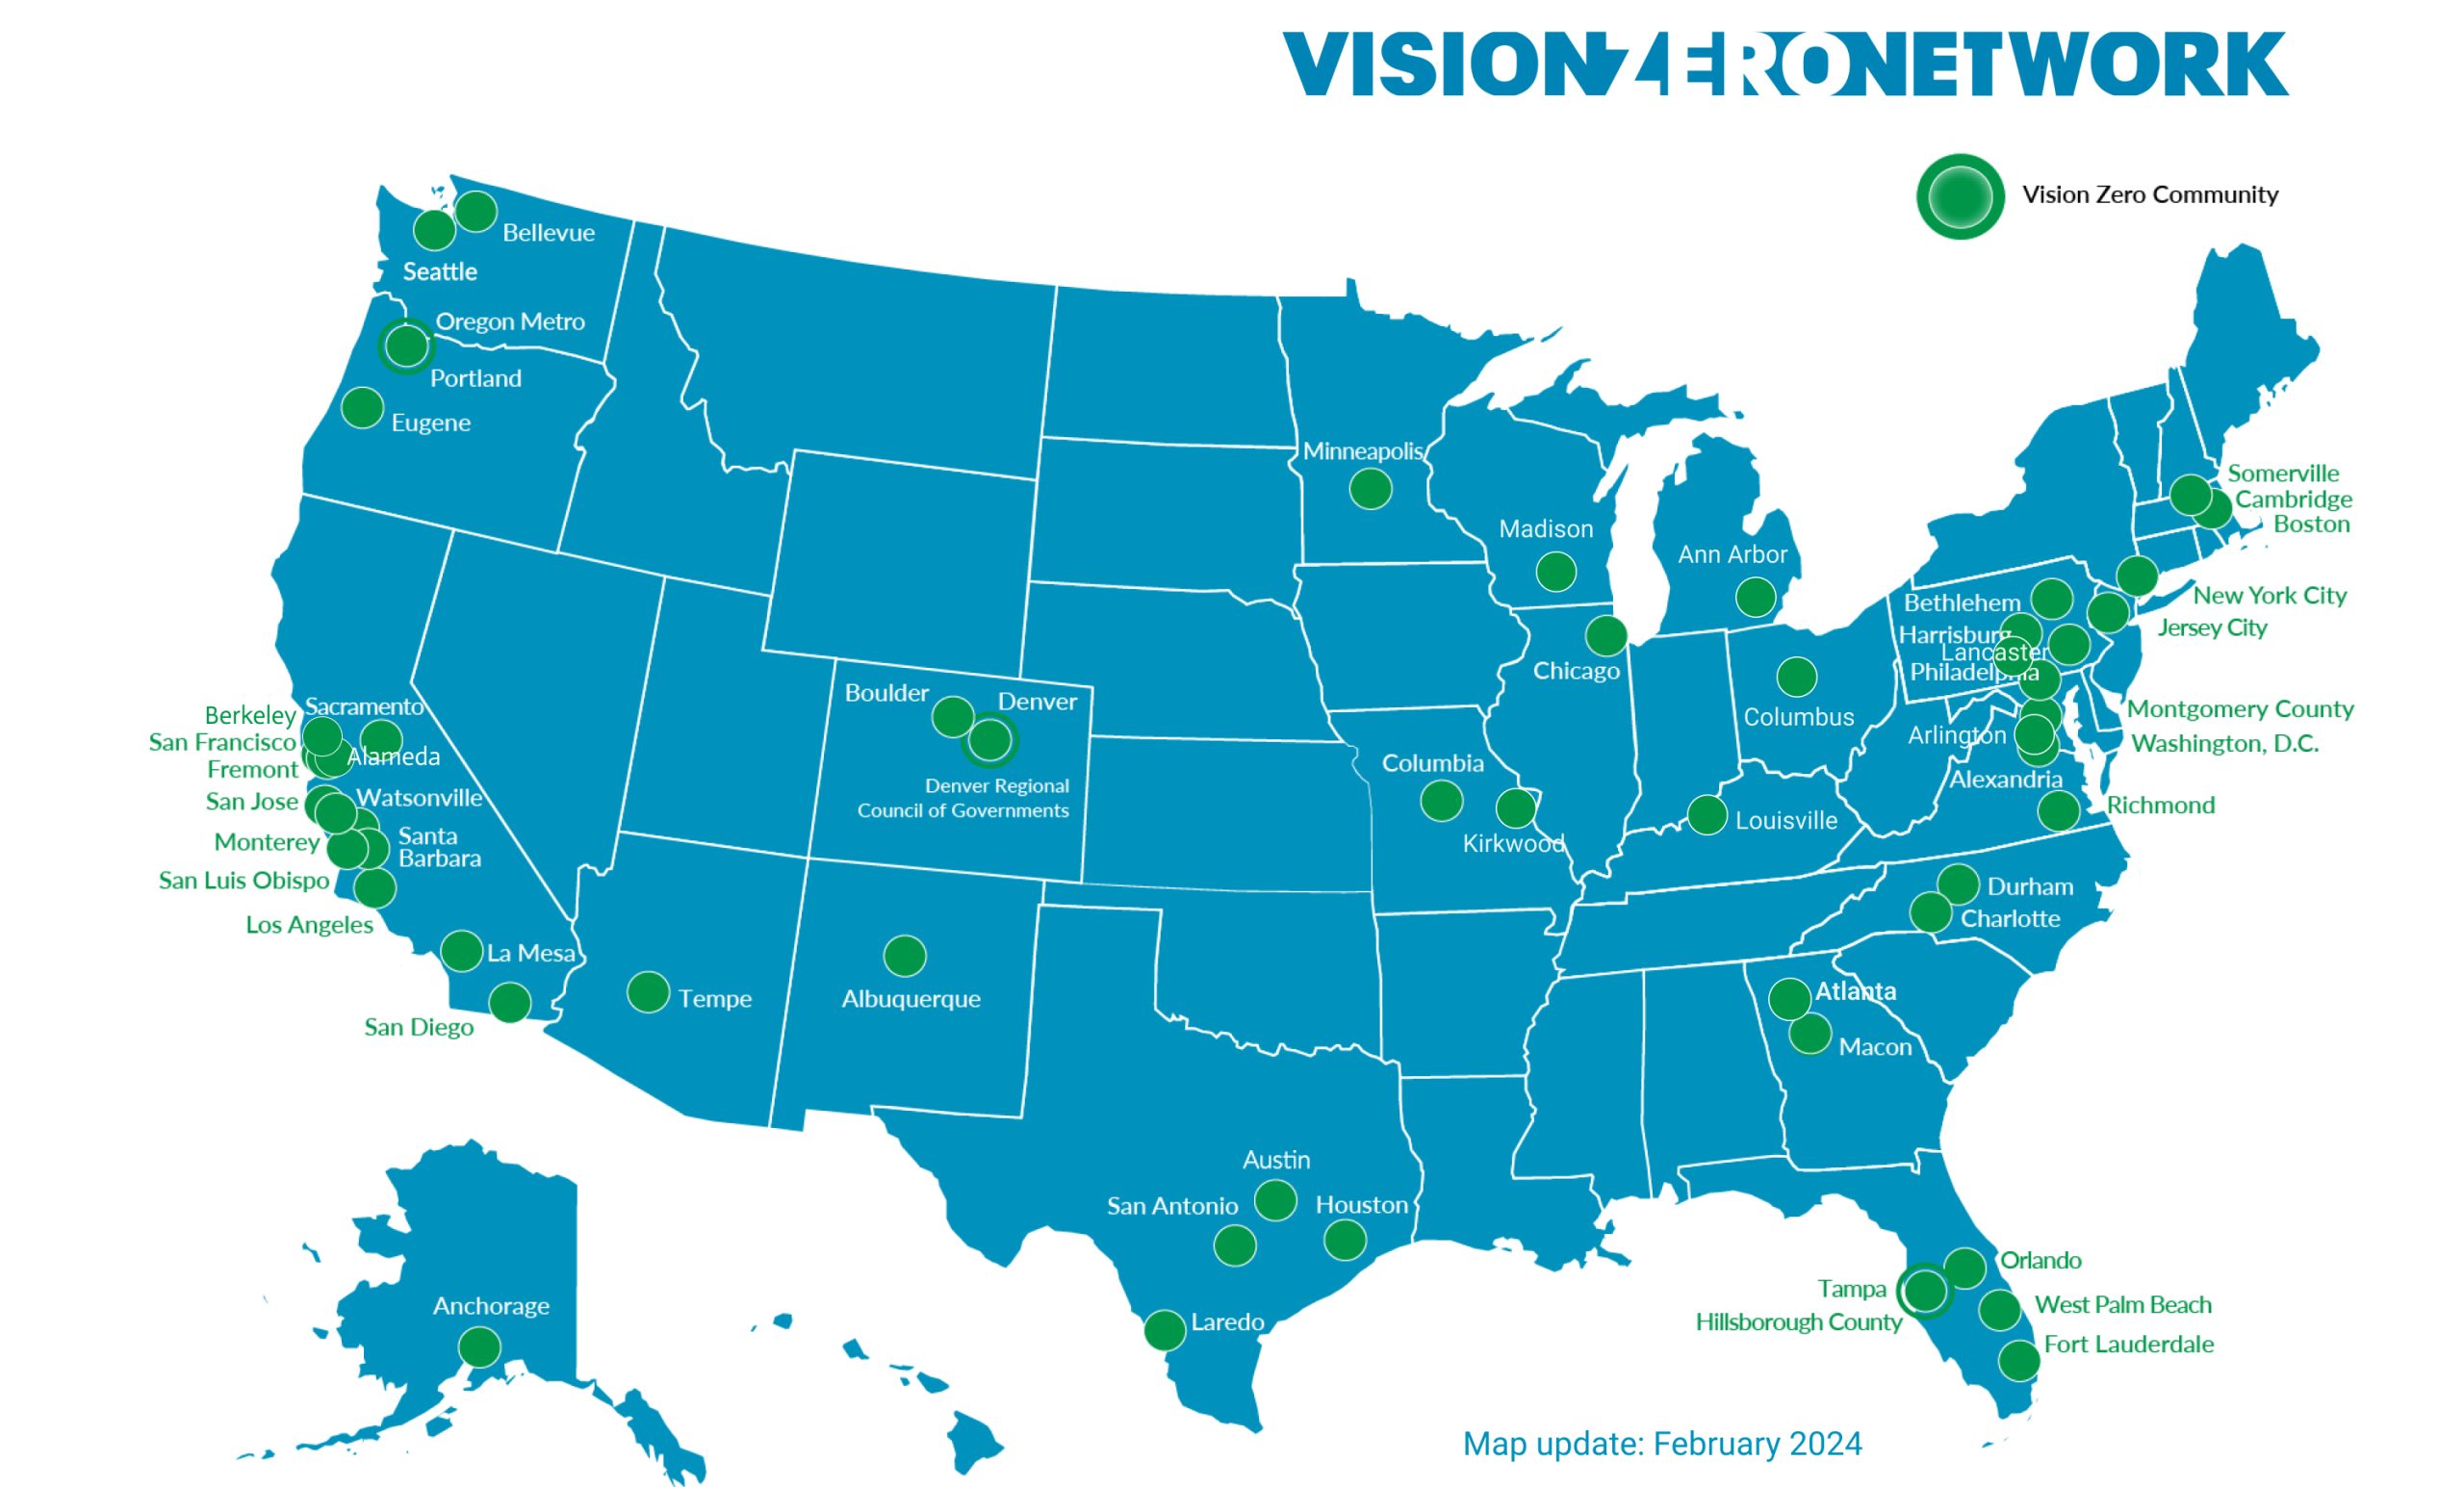 VISIONZERONETWORK
Vision Zero Community
Bellevue
Seattle
Oregon Metro
Portland
Eugene
Minneapolis
Madison
Ann Arbor
Somerville
Cambridge
Boston
New York City
Jersey City
Bethlehem
Harrisburg
Lancaster
Philadelphia
Chicago
Columbus
Boulder
Denver
Denver Regional
Council of Governments
Berkeley
Sacramento
San Francisco
Alameda
Fremont
San Jose
Watsonville
Monterey
Santa
Barbara
San Luis Obispo
Los Angeles
La Mesa
San Diego
Columbia
Kirkwood
Louisville
Montgomery County
Arlington
Washington, D.C.
Alexandria
Richmond
Durham
Charlotte
Tempe
Albuquerque
Atlanta
Macon
Austin
San Antonio
Houston
Laredo
Anchorage
Orlando
Tampa
West Palm Beach
Hillsborough County
Fort Lauderdale
Map update: February 2024